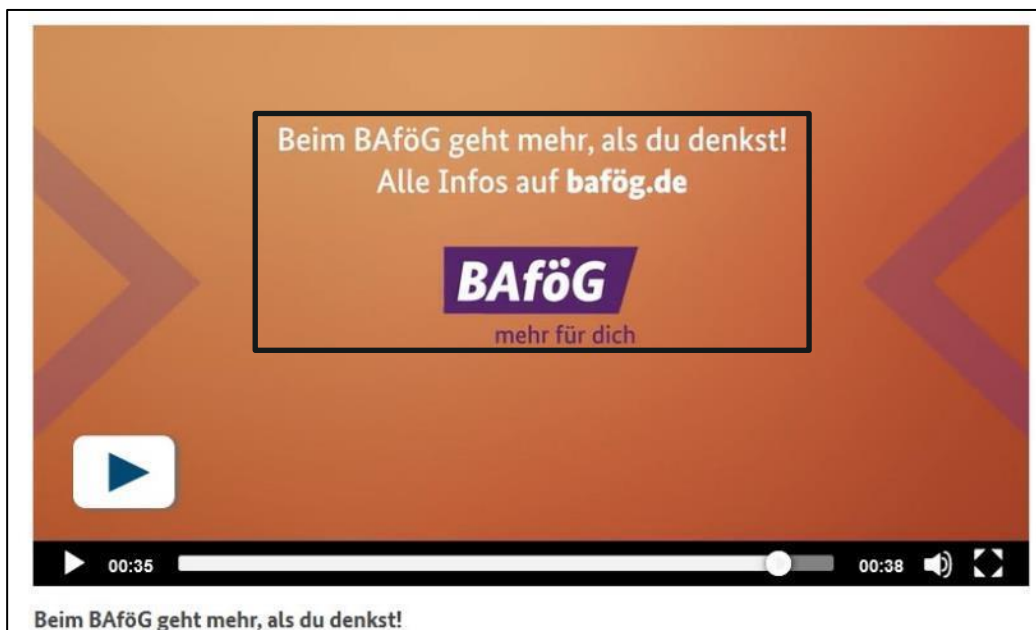 Beim BAföG geht mehr, als du denkst!
Alle Infos auf bafög.de
BAföG
mehr für dich
00:35
00:38
Beim BAföG geht mehr, als du denkst!